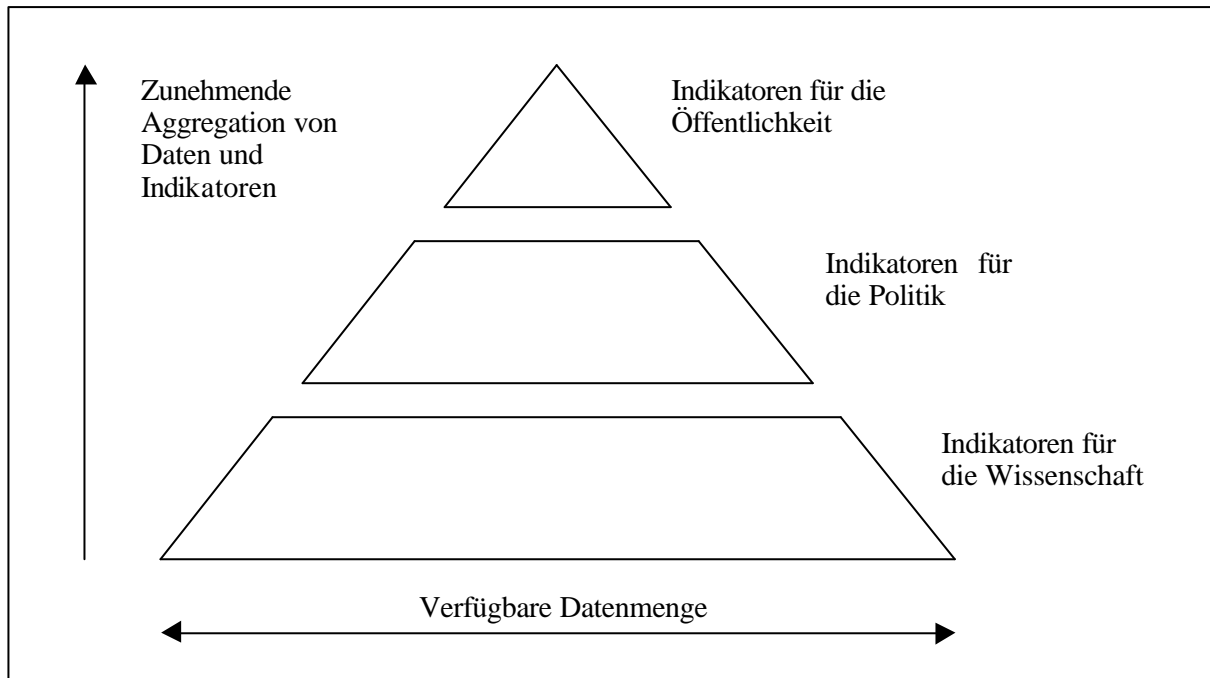 Zunehmende
Aggregation von
Daten und
Indikatoren
Indikatoren für die
Öffentlichkeit
Indikatoren für
die Politik
Indikatoren für
die Wissenschaft
Verfügbare Datenmenge